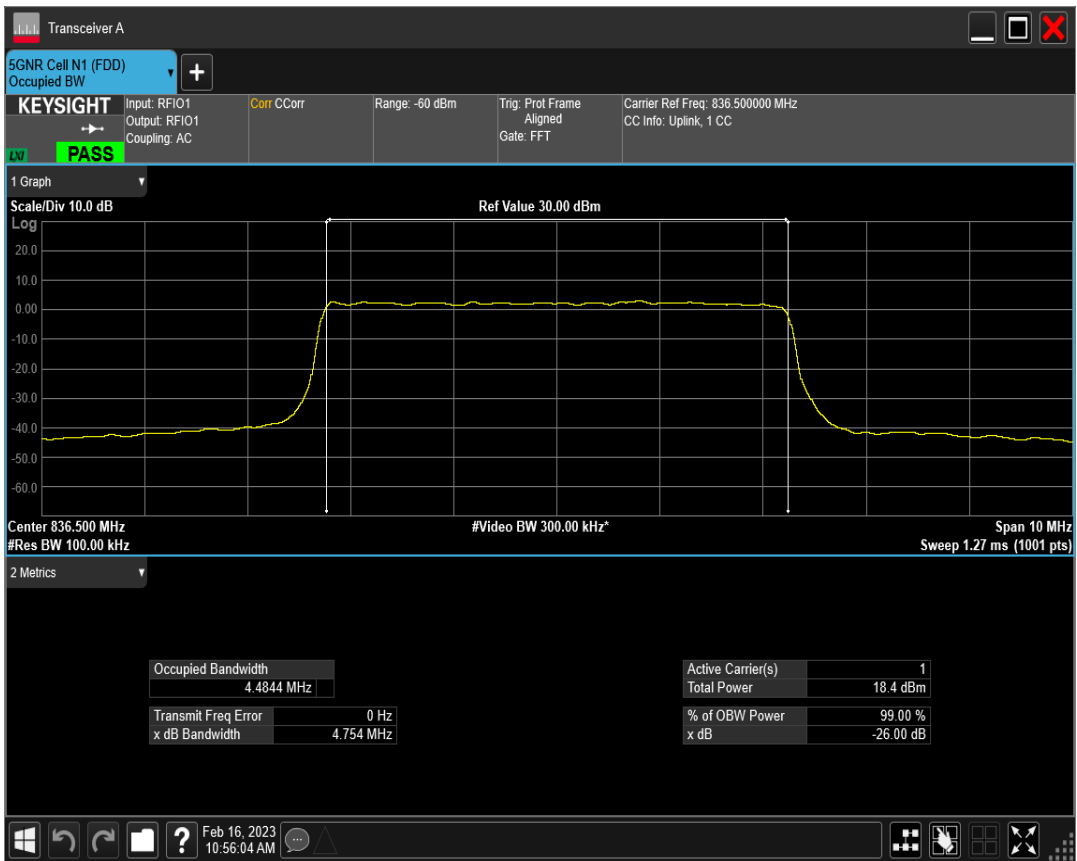 Transceiver A
5GNR Cell N1 (FDD)
Occupied BW
+
KEYSIGHT
LXI
PASS
Input: RFIO1
Output: RFIO1
Coupling: AC
Corr CCorr
Range: -60 dBm
Trig: Prot Frame
Aligned
Gate: FFT
Carrier Ref Freq: 836.500000 MHz
CC Info: Uplink, 1 CC
1 Graph
Scale/Div 10.0 dB
Ref Value 30.00 dBm
Log
20.0
10.0
0.00
-10.0
-20.0
-30.0
-40.0
-50.0
-60.0
Center 836.500 MHz
#Video BW 300.00 kHz*
Span 10 MHz
#Res BW 100.00 kHz
Sweep 1.27 ms (1001 pts)
2 Metrics
Occupied Bandwidth
4.4844 MHz
Transmit Freq Error 0 Hz
x dB Bandwidth 4.754 MHz
Active Carrier(s) 1
Total Power 18.4 dBm
% of OBW Power 99.00 %
x dB -26.00 dB
?
Feb 16, 2023
10:56:04 AM